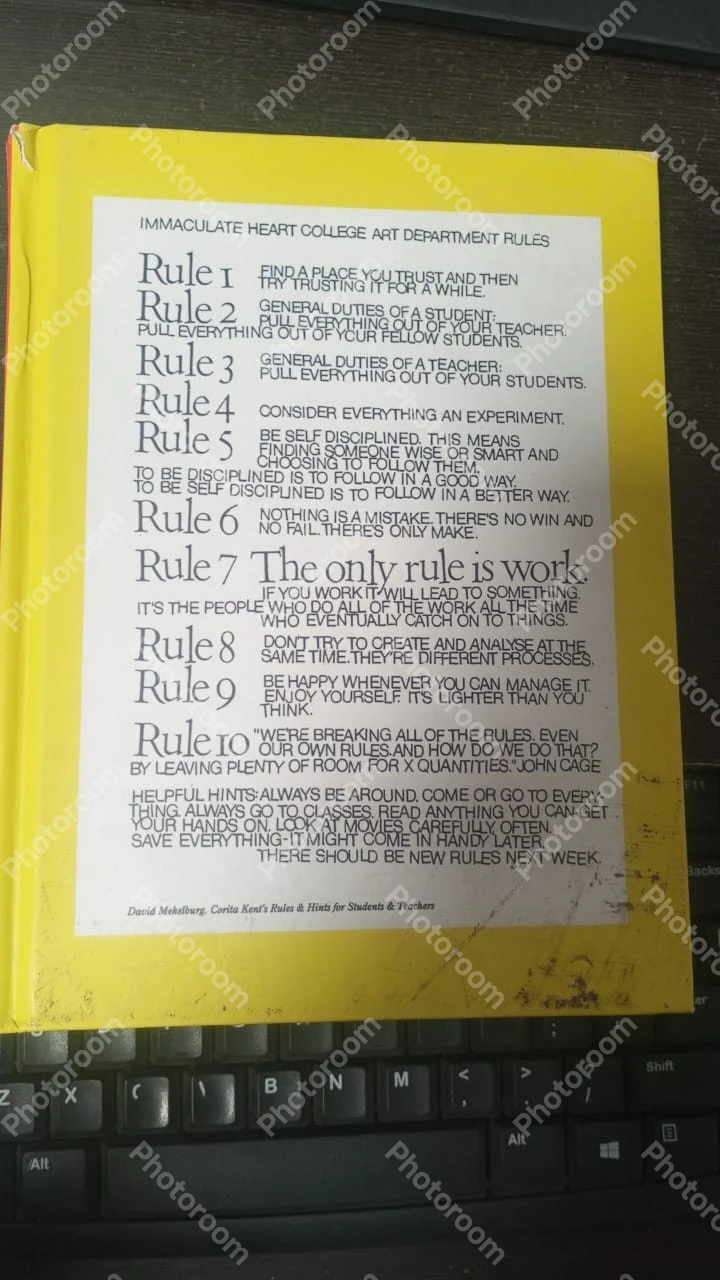 IMMACULATE HEART COLLEGE ART DEPARTMENT RULES
Rule 1 FIND A PLACE YOU TRUST AND THEN
TRY TRUSTING IT FOR A WHILE.
Rule 2 GENERAL DUTIES OF A STUDENT:
PULL EVERYTHING OUT OF YOUR TEACHER.
PULL EVERYTHING OUT OF YOUR FELLOW STUDENTS.
Rule 3 GENERAL DUTIES OF A TEACHER:
PULL EVERYTHING OUT OF YOUR STUDENTS.
Rule 4 CONSIDER EVERYTHING AN EXPERIMENT.
Rule 5 BE SELF DISCIPLINED. THIS MEANS
FINDING SOMEONE WISE OR SMART AND
CHOOSING TO FOLLOW THEM.
TO BE DISCIPLINED IS TO FOLLOW IN A GOOD WAY.
TO BE SELF DISCIPLINED IS TO FOLLOW IN A BETTER WAY.
Rule 6 NOTHING IS A MISTAKE. THERE'S NO WIN AND
NO FAIL. THERE'S ONLY MAKE.
Rule 7 The only rule is work.
IF YOU WORK IT WILL LEAD TO SOMETHING.
IT'S THE PEOPLE WHO DO ALL OF THE WORK ALL THE TIME
WHO EVENTUALLY CATCH ON TO THINGS.
Rule 8 DON'T TRY TO CREATE AND ANALYSE AT THE
SAME TIME. THEY'RE DIFFERENT PROCESSES.
Rule 9 BE HAPPY WHENEVER YOU CAN MANAGE IT.
ENJOY YOURSELF. IT'S LIGHTER THAN YOU
THINK.
Rule 10 "WE'RE BREAKING ALL OF THE RULES. EVEN
OUR OWN RULES. AND HOW DO WE DO THAT?
BY LEAVING PLENTY OF ROOM FOR X QUANTITIES." JOHN CAGE
HELPFUL HINTS: ALWAYS BE AROUND. COME OR GO TO EVERY-
THING. ALWAYS GO TO CLASSES. READ ANYTHING YOU CAN GET
YOUR HANDS ON. LOOK AT MOVIES CAREFULLY, OFTEN.
SAVE EVERYTHING-IT MIGHT COME IN HANDY LATER.
THERE SHOULD BE NEW RULES NEXT WEEK.
David Mekelburg. Corita Kent's Rules & Hints for Students & Teachers
F11
Backs
er
Z X C \ B N M < , > . ? / Shift
Alt Alt
Photoroom